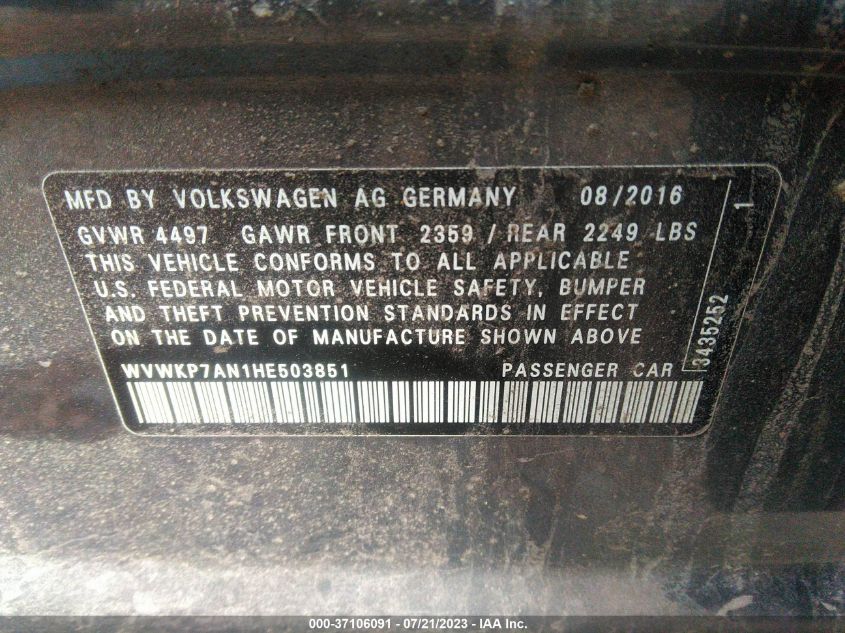 MFD BY VOLKSWAGEN AG GERMANY 08/2016
GVWR 4497 GAWR FRONT 2359 / REAR 2249 LBS
THIS VEHICLE CONFORMS TO ALL APPLICABLE
U.S. FEDERAL MOTOR VEHICLE SAFETY, BUMPER
AND THEFT PREVENTION STANDARDS IN EFFECT
ON THE DATE OF MANUFACTURE SHOWN ABOVE
WVWKP7AN1HE503851 PASSENGER CAR
3435252
1
000-37106091 - 07/21/2023 - IAA Inc.